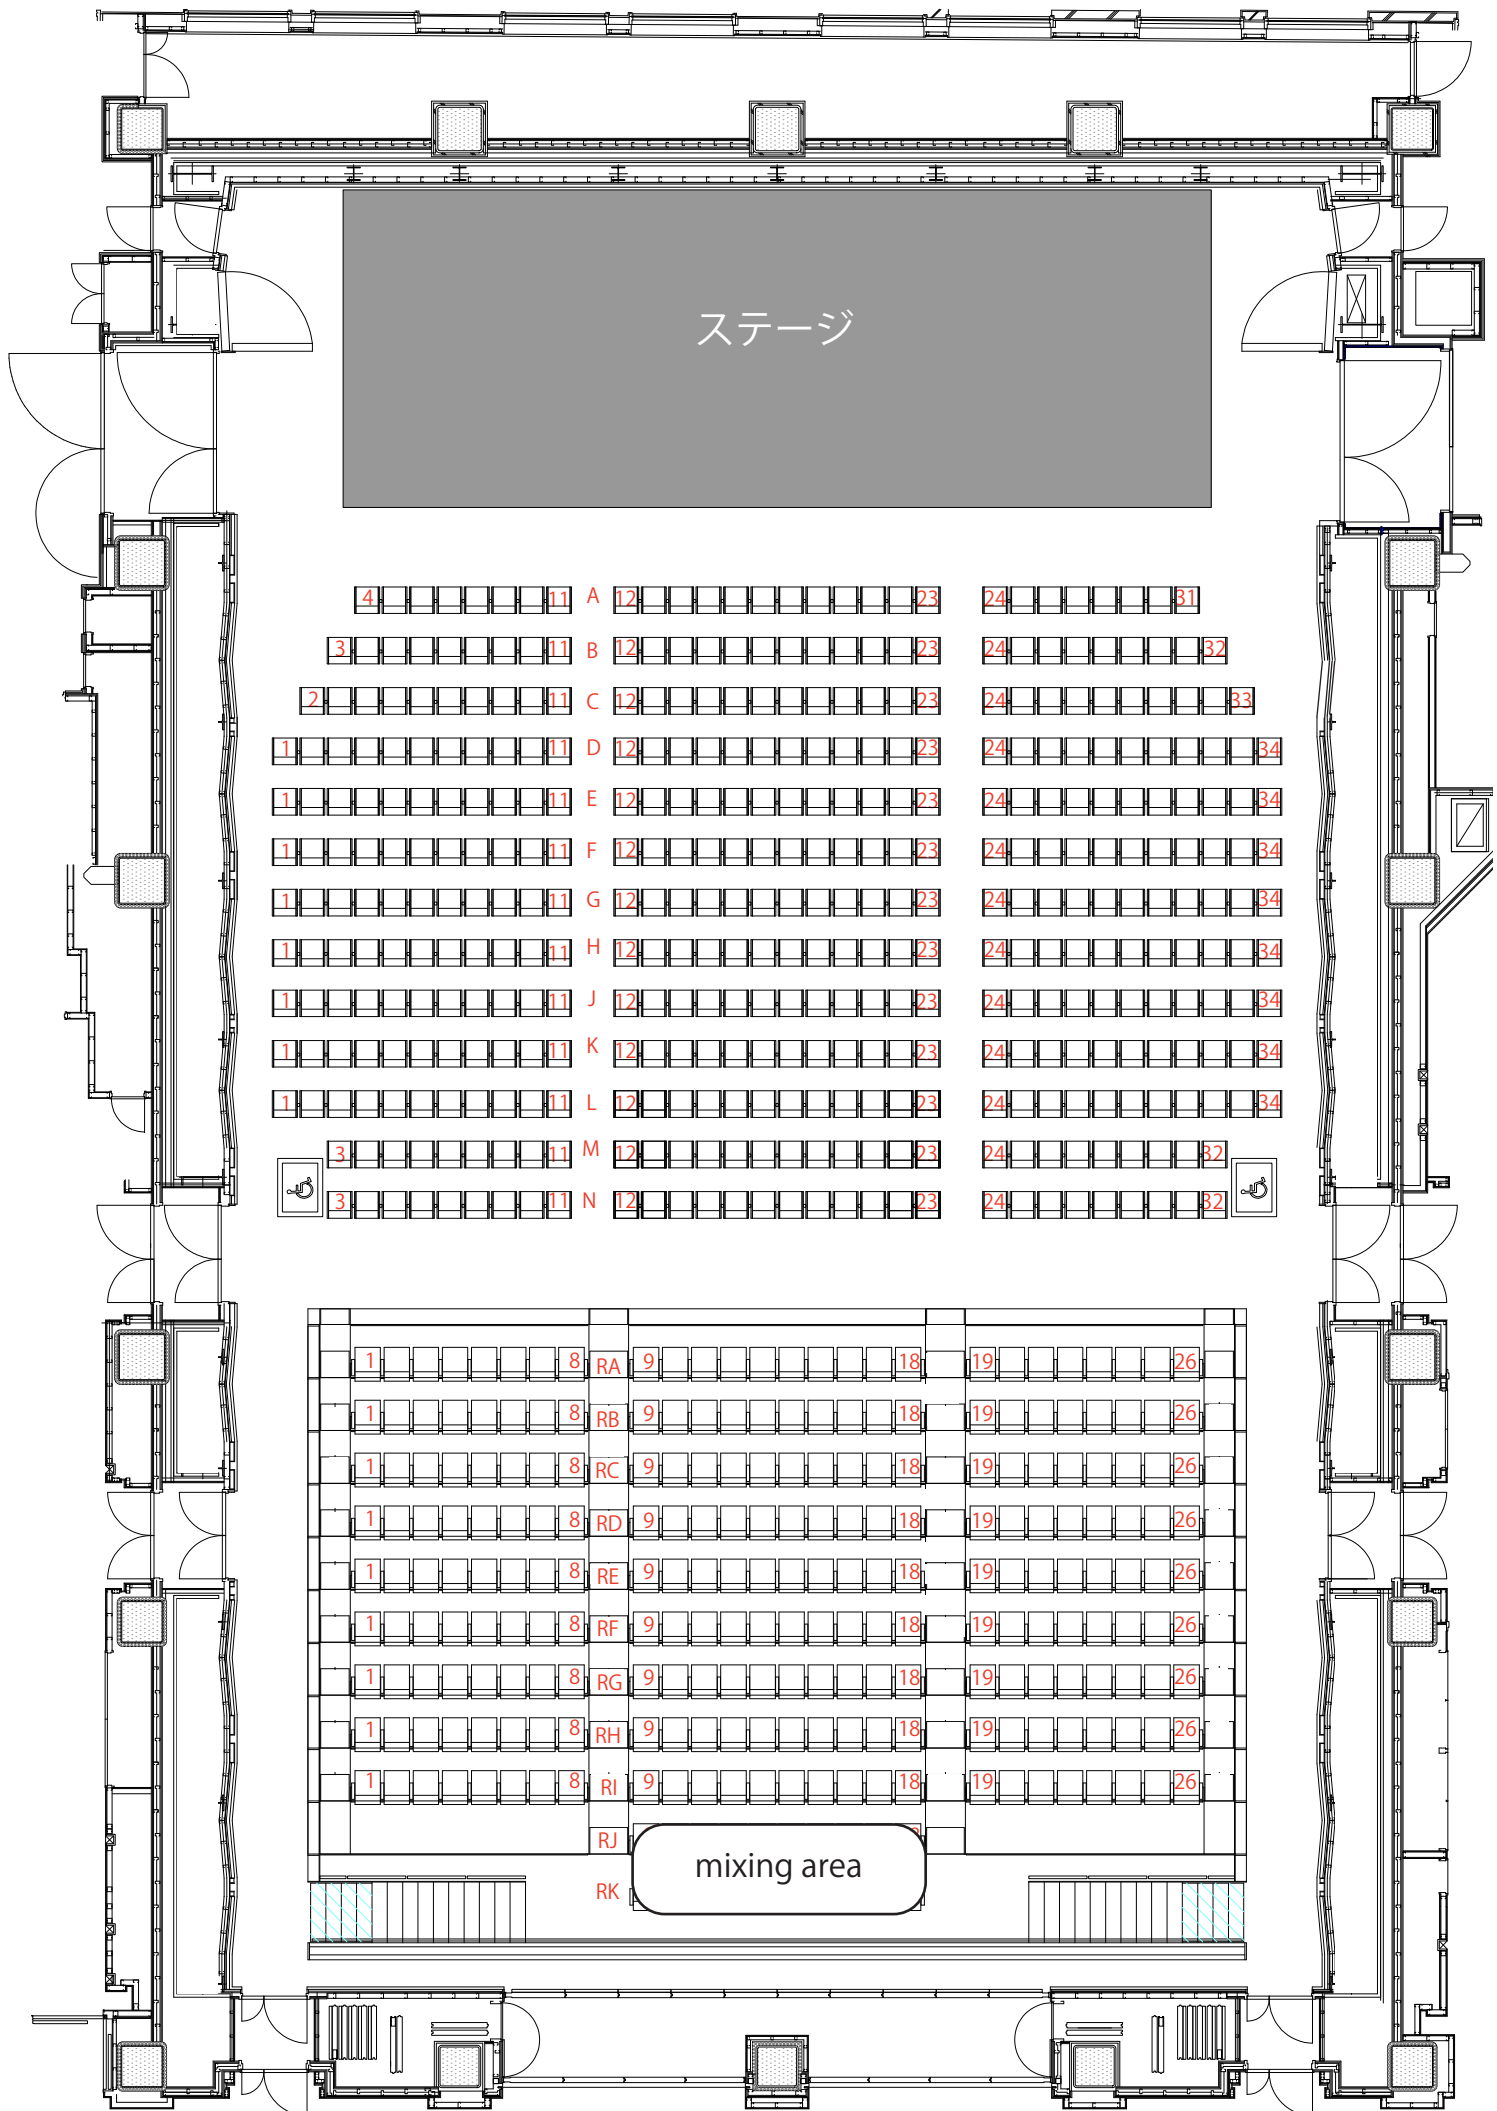 ステージ
4 11 A 12 23 24 31
3 11 B 12 23 24 32
2 11 C 12 23 24 33
1 11 D 12 23 24 34
1 11 E 12 23 24 34
1 11 F 12 23 24 34
1 11 G 12 23 24 34
1 11 H 12 23 24 34
1 11 J 12 23 24 34
1 11 K 12 23 24 34
1 11 L 12 23 24 34
3 11 M 12 23 24 32
3 11 N 12 23 24 32
1 8 RA 9 18 19 26
1 8 RB 9 18 19 26
1 8 RC 9 18 19 26
1 8 RD 9 18 19 26
1 8 RE 9 18 19 26
1 8 RF 9 18 19 26
1 8 RG 9 18 19 26
1 8 RH 9 18 19 26
1 8 RI 9 18 19 26
RJ
mixing area
RK